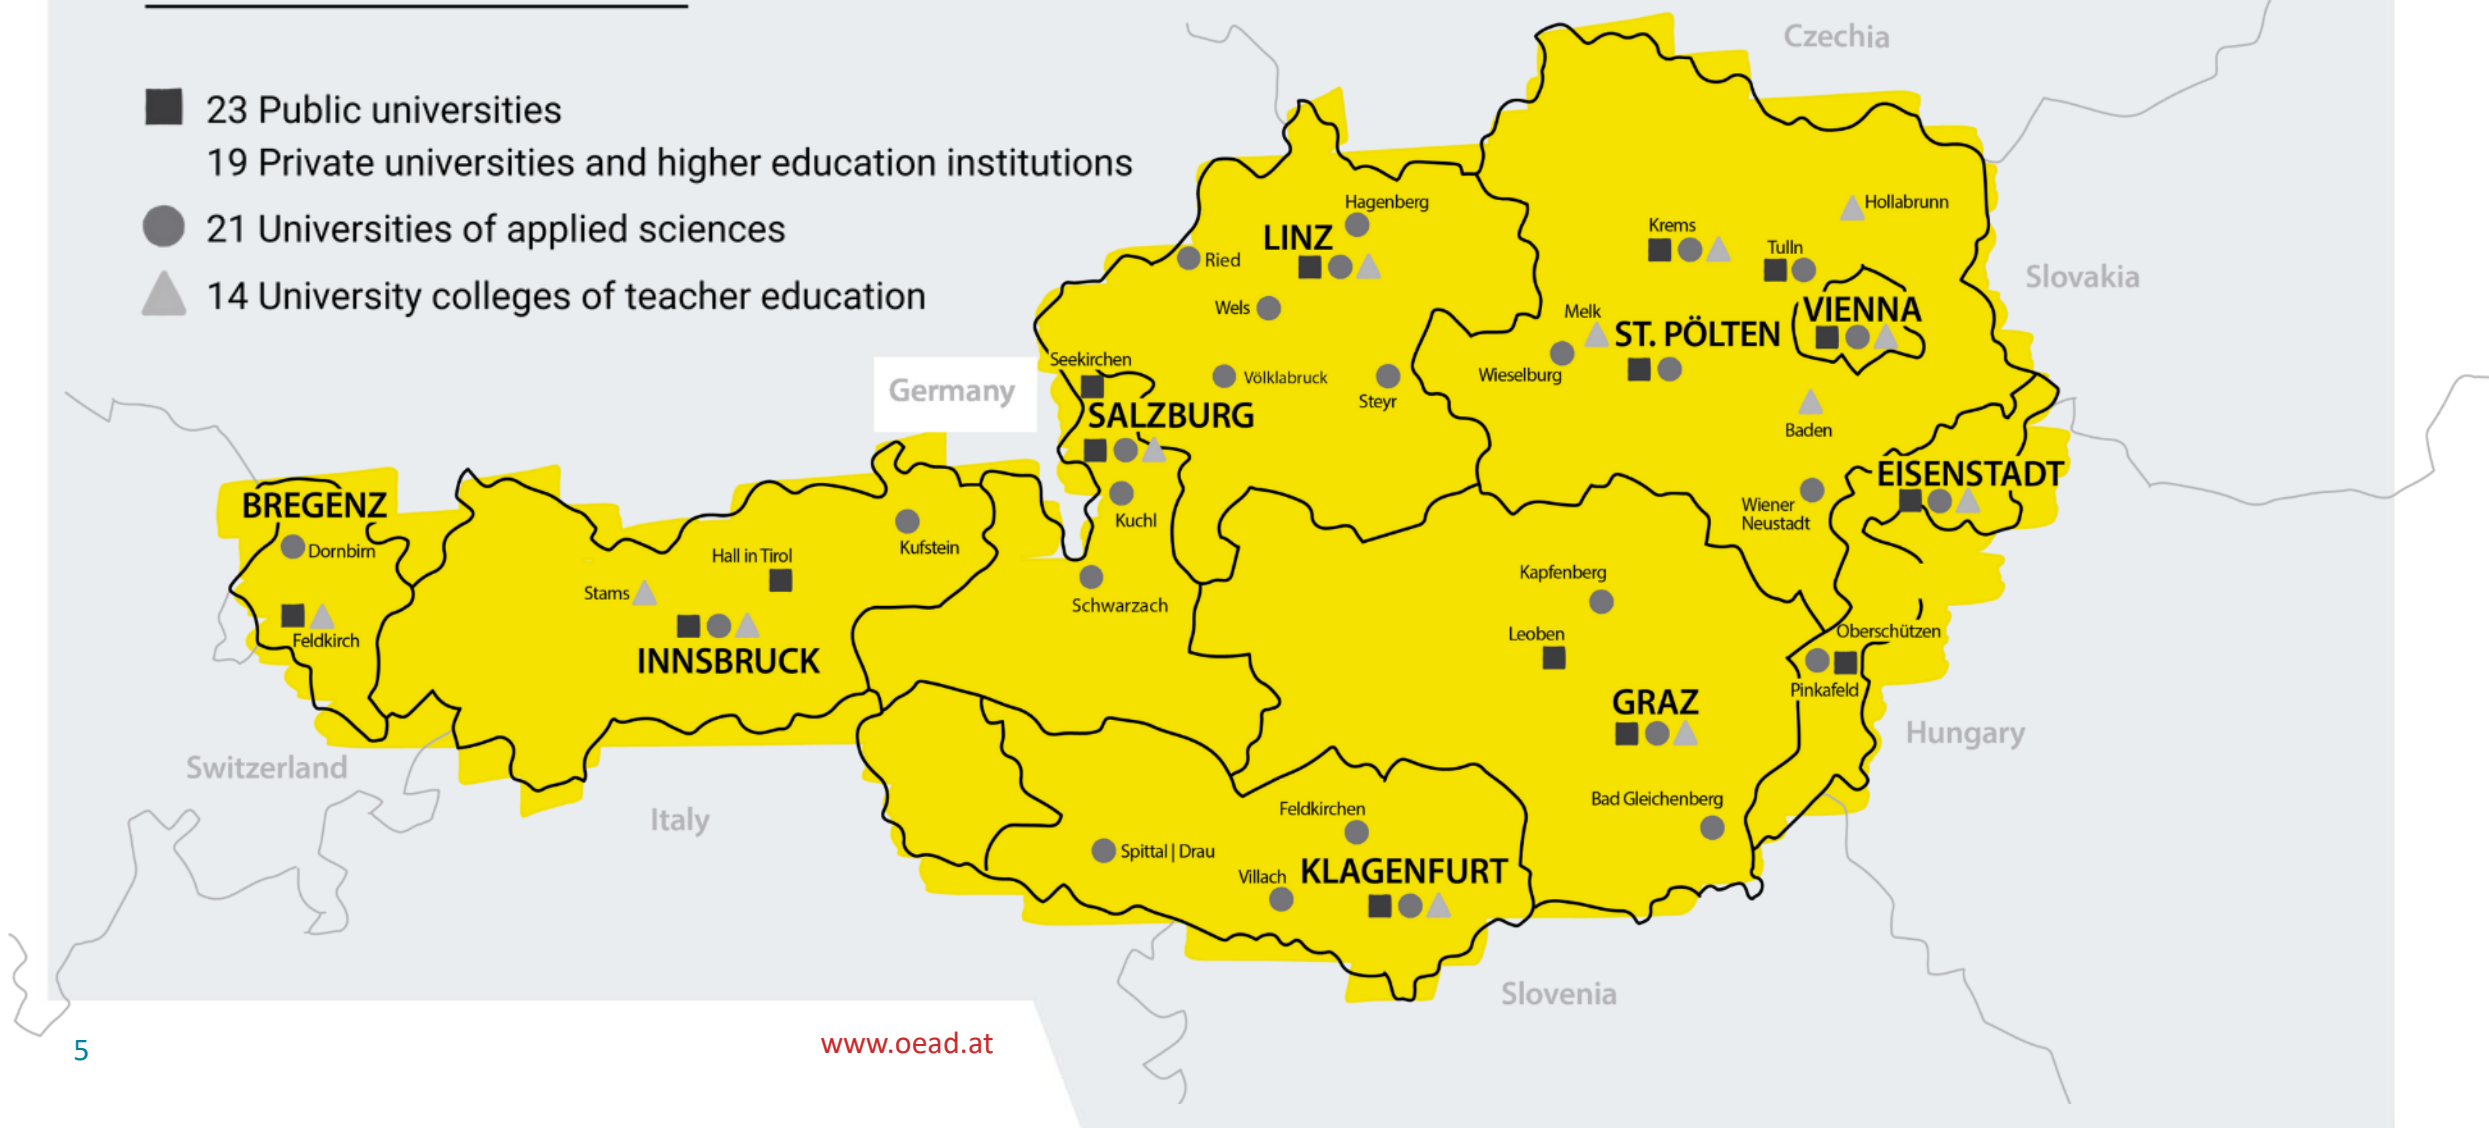 23 Public universities
19 Private universities and higher education institutions
21 Universities of applied sciences
14 University colleges of teacher education
Czechia
Slovakia
Germany
Switzerland
Italy
Hungary
Slovenia
Hagenberg
LINZ
Ried
Wels
Völklabruck
Steyr
Hollabrunn
Krems
Tulln
VIENNA
Melk
ST. PÖLTEN
Wieselburg
Baden
Wiener
Neustadt
EISENSTADT
Seekirchen
SALZBURG
Kuchl
Schwarzach
BREGENZ
Dornbirn
Feldkirch
Stams
Hall in Tirol
INNSBRUCK
Kufstein
Kapfenberg
Leoben
GRAZ
Bad Gleichenberg
Oberschützen
Pinkafeld
Feldkirchen
Spittal | Drau
Villach
KLAGENFURT
5
www.oead.at